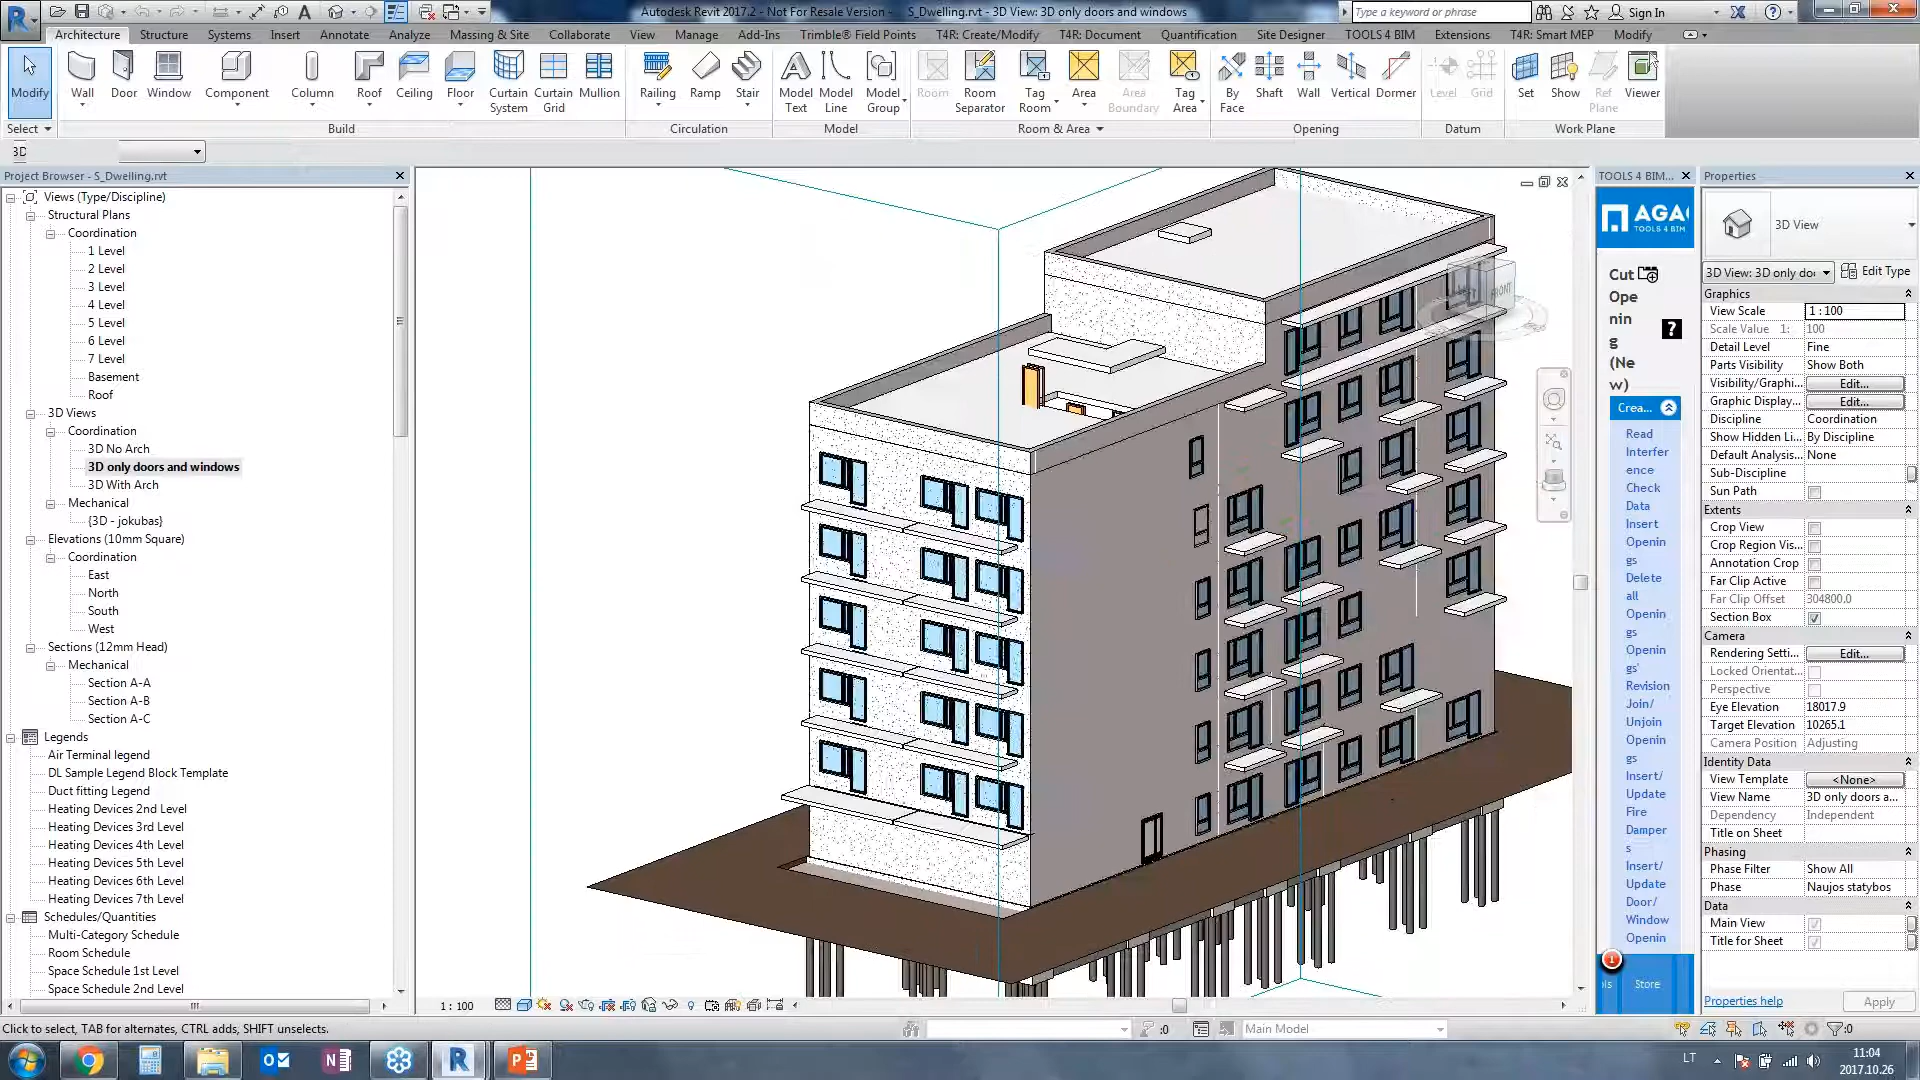 Autodesk Revit 2017.2 - Not For Resale Version - S_Dwelling.rvt - 3D View: 3D only doors and windows
Type a keyword or phrase
Sign In
Architecture Structure Systems Insert Annotate Analyze Massing & Site Collaborate View Manage Add-Ins Trimble® Field Points T4R: Create/Modify T4R: Document Quantification Site Designer TOOLS 4 BIM Extensions T4R: Smart MEP Modify
Modify
Wall
Door
Window
Component
Column
Roof
Ceiling
Floor
Curtain System
Curtain Grid
Mullion
Railing
Ramp
Stair
Model Text
Model Line
Model Group
Room
Room Separator
Tag Room
Area
Area Boundary
Tag Area
By Face
Shaft
Wall
Vertical
Dormer
Level
Grid
Set
Show
Ref Plane
Viewer
Select Build Circulation Model Room & Area Opening Datum Work Plane
3D
Project Browser - S_Dwelling.rvt
Views (Type/Discipline)
Structural Plans
Coordination
1 Level
2 Level
3 Level
4 Level
5 Level
6 Level
7 Level
Basement
Roof
3D Views
Coordination
3D No Arch
3D only doors and windows
3D With Arch
Mechanical
{3D - jokubas}
Elevations (10mm Square)
Coordination
East
North
South
West
Sections (12mm Head)
Mechanical
Section A-A
Section A-B
Section A-C
Legends
Air Terminal legend
DL Sample Legend Block Template
Duct fitting Legend
Heating Devices 2nd Level
Heating Devices 3rd Level
Heating Devices 4th Level
Heating Devices 5th Level
Heating Devices 6th Level
Heating Devices 7th Level
Schedules/Quantities
Multi-Category Schedule
Room Schedule
Space Schedule 1st Level
Space Schedule 2nd Level
FRONT
1 : 100
TOOLS 4 BIM...
AGA
TOOLS 4 BIM
Cut
Ope
nin
g
(Ne
w)
?
Crea...
Read
Interfer
ence
Check
Data
Insert
Openin
gs
Delete
all
Openin
gs
Openin
gs'
Revision
Join/
Unjoin
Openin
gs
Insert/
Update
Fire
Damper
s
Insert/
Update
Door/
Window
Openin
1
ls
Store
Properties
3D View
3D View: 3D only doo
Edit Type
Graphics
View Scale 1 : 100
Scale Value 1: 100
Detail Level Fine
Parts Visibility Show Both
Visibility/Graphi... Edit...
Graphic Display... Edit...
Discipline Coordination
Show Hidden Li... By Discipline
Default Analysis... None
Sub-Discipline
Sun Path
Extents
Crop View
Crop Region Vis...
Annotation Crop
Far Clip Active
Far Clip Offset 304800.0
Section Box
Camera
Rendering Setti... Edit...
Locked Orientat...
Perspective
Eye Elevation 18017.9
Target Elevation 10265.1
Camera Position Adjusting
Identity Data
View Template <None>
View Name 3D only doors a...
Dependency Independent
Title on Sheet
Phasing
Phase Filter Show All
Phase Naujos statybos
Data
Main View
Title for Sheet
Properties help
Apply
Click to select, TAB for alternates, CTRL adds, SHIFT unselects.
:0
Main Model
:0
LT
11:04
2017.10.26